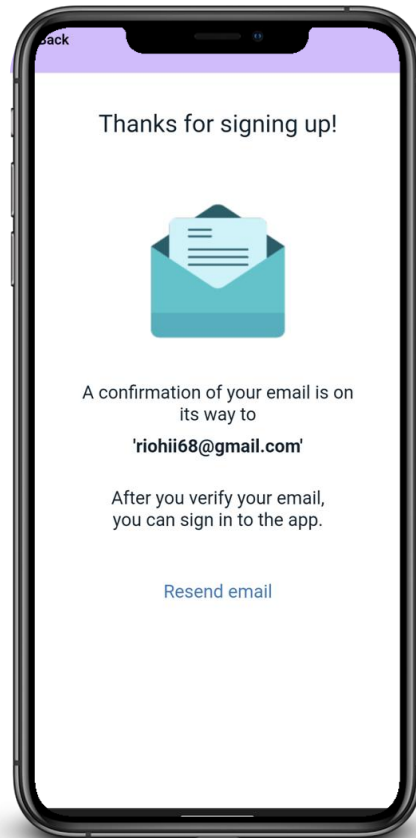 Back
Thanks for signing up!
A confirmation of your email is on
its way to
'riohii68@gmail.com'
After you verify your email,
you can sign in to the app.
Resend email